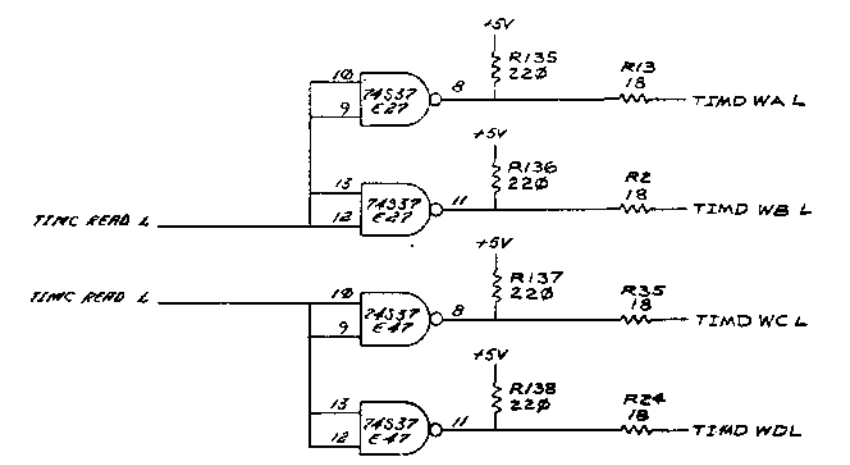 +5V
R135
220
10
74S37
E27
9
8
R13
18
TIMD WA L
+5V
R136
220
13
74S37
E27
12
11
R2
18
TIMD WB L
TIMC READ L
+5V
R137
220
TIMC READ L
10
74S37
E47
9
8
R35
18
TIMD WC L
+5V
R138
220
13
74S37
E47
12
11
R24
18
TIMD WDL